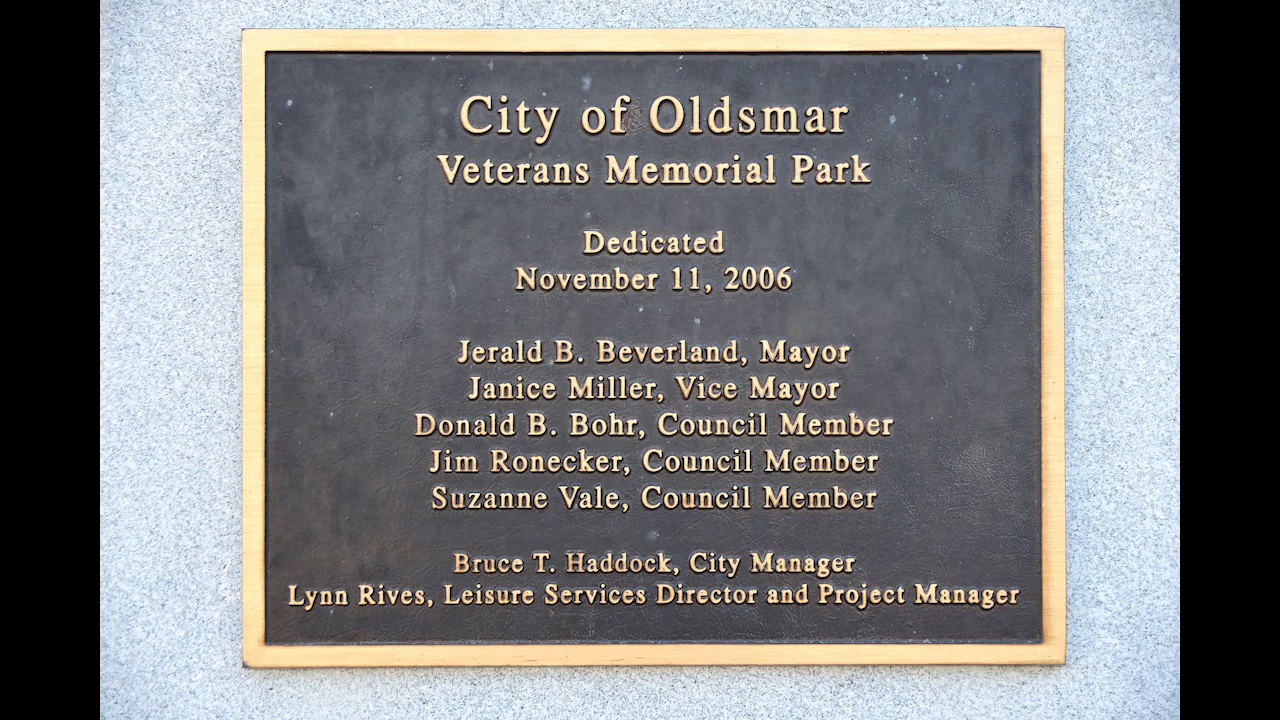 City of Oldsmar
Veterans Memorial Park
Dedicated
November 11, 2006
Jerald B. Beverland, Mayor
Janice Miller, Vice Mayor
Donald B. Bohr, Council Member
Jim Ronecker, Council Member
Suzanne Vale, Council Member
Bruce T. Haddock, City Manager
Lynn Rives, Leisure Services Director and Project Manager